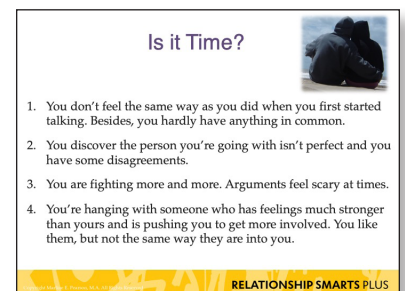 Is it Time?
1. You don't feel the same way as you did when you first started
talking. Besides, you hardly have anything in common.
2. You discover the person you're going with isn't perfect and you
have some disagreements.
3. You are fighting more and more. Arguments feel scary at times.
4. You're hanging with someone who has feelings much stronger
than yours and is pushing you to get more involved. You like
them, but not the same way they are into you.
RELATIONSHIP SMARTS PLUS